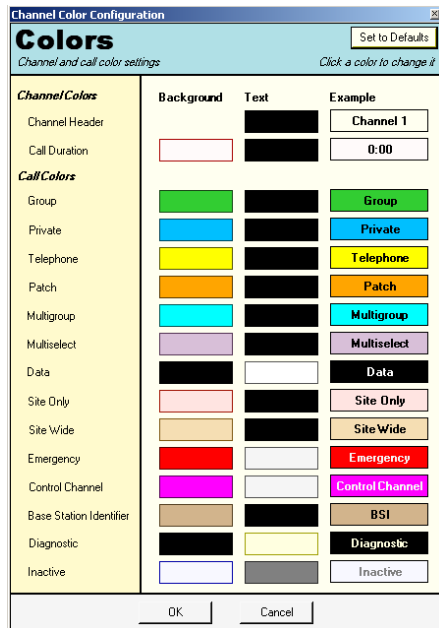 Channel Color Configuration
Colors
Set to Defaults
Channel and call color settings
Click a color to change it
Channel Colors Background Text Example
Channel Header Channel 1
Call Duration 0:00
Call Colors
Group Group
Private Private
Telephone Telephone
Patch Patch
Multigroup Multigroup
Multiselect Multiselect
Data Data
Site Only Site Only
Site Wide Site Wide
Emergency Emergency
Control Channel Control Channel
Base Station Identifier BSI
Diagnostic Diagnostic
Inactive Inactive
OK Cancel